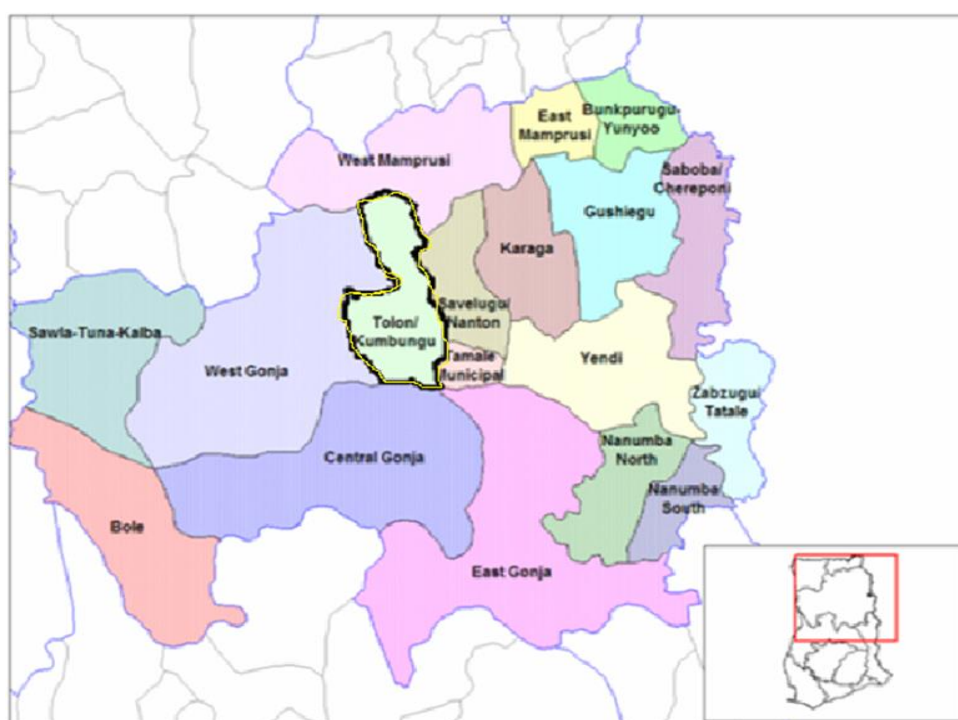 East
Mamprusi
Bunkpurugu-
Yunyoo
West Mamprusi
Saboba/
Chereponi
Gushiegu
Karaga
Savelugu/
Nanton
Tolon/
Kumbungu
Sawla-Tuna-Kalba
West Gonja
Tamale
Municipal
Yendi
Zabzugu/
Tatale
Nanumba
North
Central Gonja
Nanumba
South
Bole
East Gonja